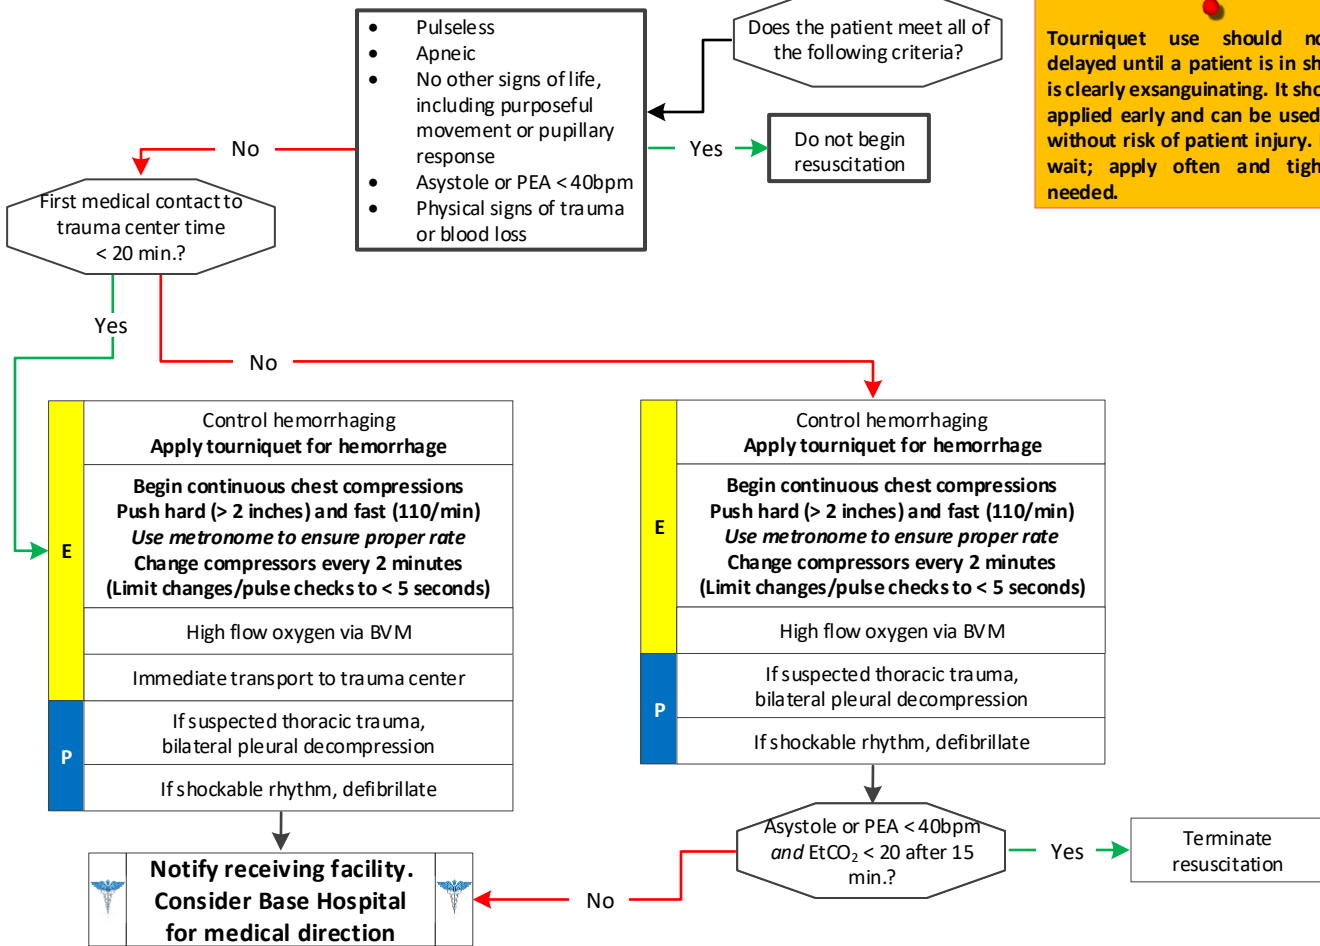 Does the patient meet all of
the following criteria?
• Pulseless
• Apneic
• No other signs of life,
including purposeful
movement or pupillary
response
• Asystole or PEA < 40bpm
• Physical signs of trauma
or blood loss
Yes
Do not begin
resuscitation
Tourniquet use should
delayed until a patient is in
is clearly exsanguinating. It
applied early and can be used
without risk of patient injury.
wait; apply often and
needed.
No
First medical contact to
trauma center time
< 20 min.?
Yes
No
E
Control hemorrhaging
Apply tourniquet for hemorrhage
Begin continuous chest compressions
Push hard (> 2 inches) and fast (110/min)
Use metronome to ensure proper rate
Change compressors every 2 minutes
(Limit changes/pulse checks to < 5 seconds)
High flow oxygen via BVM
Immediate transport to trauma center
P
If suspected thoracic trauma,
bilateral pleural decompression
If shockable rhythm, defibrillate
E
Control hemorrhaging
Apply tourniquet for hemorrhage
Begin continuous chest compressions
Push hard (> 2 inches) and fast (110/min)
Use metronome to ensure proper rate
Change compressors every 2 minutes
(Limit changes/pulse checks to < 5 seconds)
High flow oxygen via BVM
P
If suspected thoracic trauma,
bilateral pleural decompression
If shockable rhythm, defibrillate
Asystole or PEA < 40bpm
and EtCO₂ < 20 after 15
min.?
Yes
Terminate
resuscitation
No
Notify receiving facility.
Consider Base Hospital
for medical direction